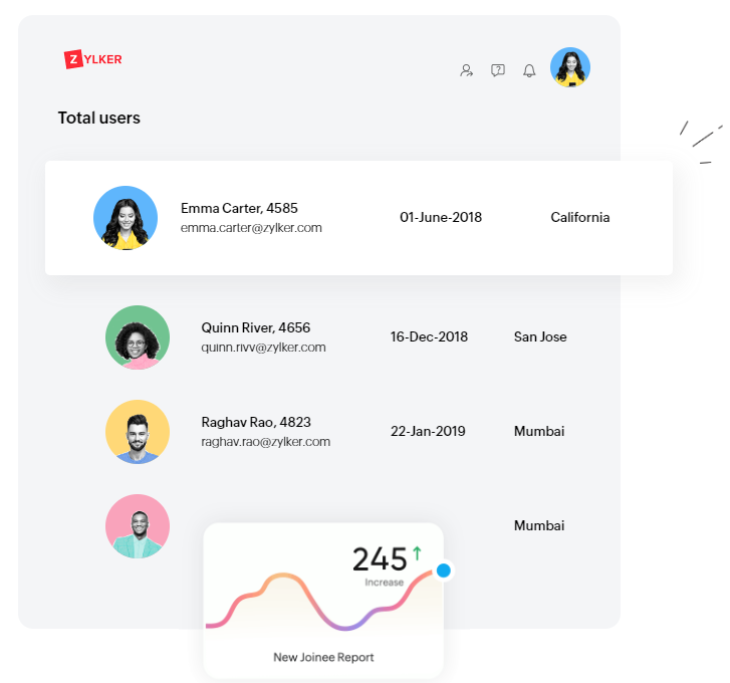 ZYLKER
Total users
Emma Carter, 4585
emma.carter@zylker.com
01-June-2018
California
Quinn River, 4656
quinn.rivv@zylker.com
16-Dec-2018
San Jose
Raghav Rao, 4823
raghav.rao@zylker.com
22-Jan-2019
Mumbai
Mumbai
245
Increase
New Joinee Report